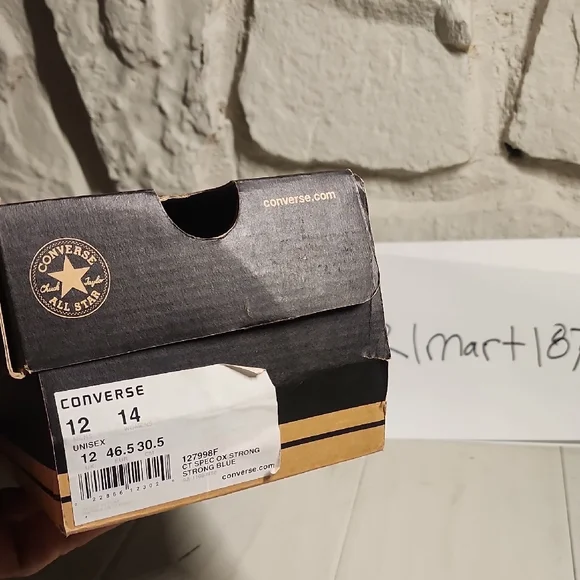 converse.com
CONVERSE
Chuck Taylor
ALL STAR
CONVERSE
12 14
UNISEX
12 46.5 30.5
127998F
CT SPEC OX-STRONG
STRONG BLUE
converse.com